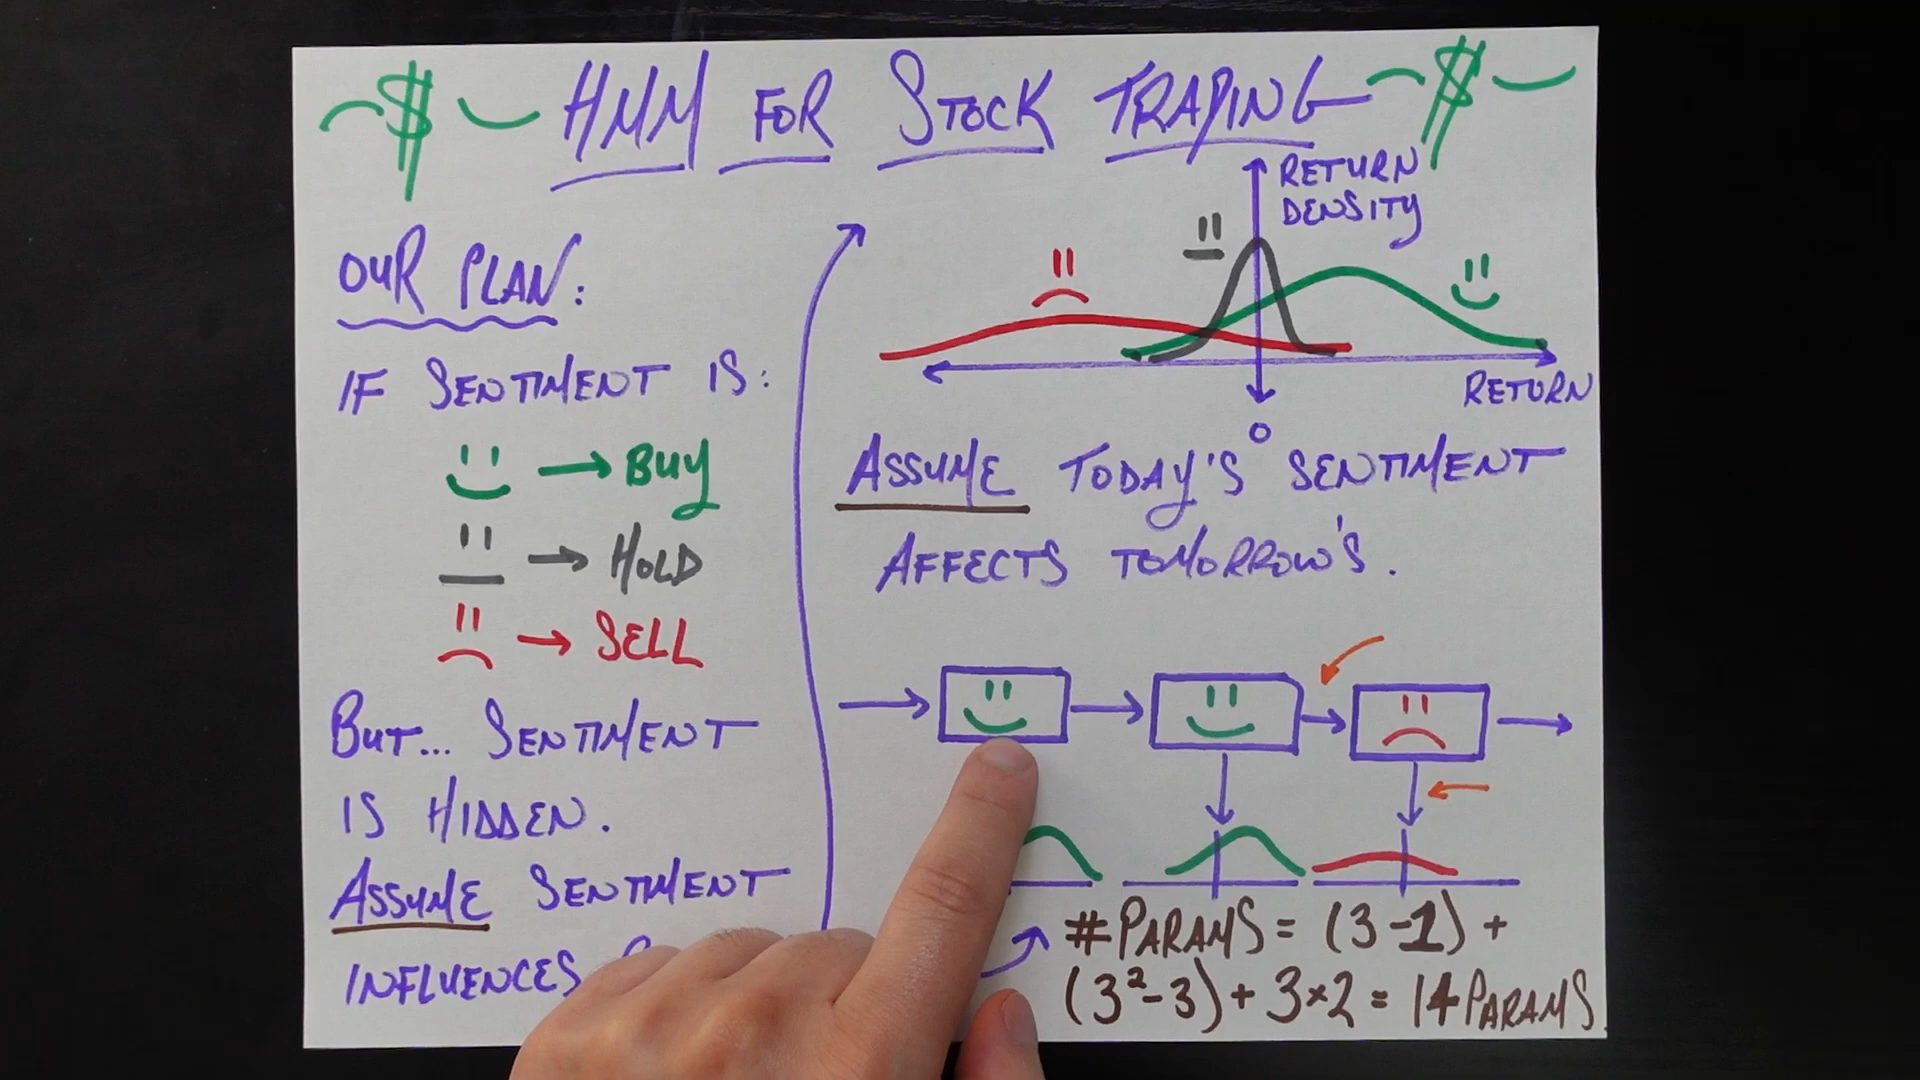 $ HMM FOR STOCK TRADING $
OUR PLAN:
IF SENTIMENT IS:
→ BUY
→ HOLD
→ SELL
BUT... SENTIMENT
IS HIDDEN.
ASSUME SENTIMENT
INFLUENCES
RETURN
DENSITY
RETURN
0
ASSUME TODAY'S SENTIMENT
AFFECTS TOMORROW'S.
#PARAMS = (3-1) +
(3²-3) + 3×2 = 14 PARAMS